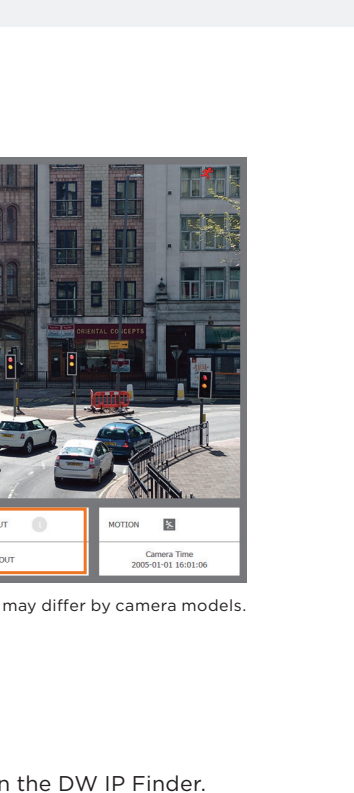 ORIENTAL CONCEPTS
UT
MOTION
OUT
Camera Time
2005-01-01 16:01:06
may differ by camera models.
n the DW IP Finder.